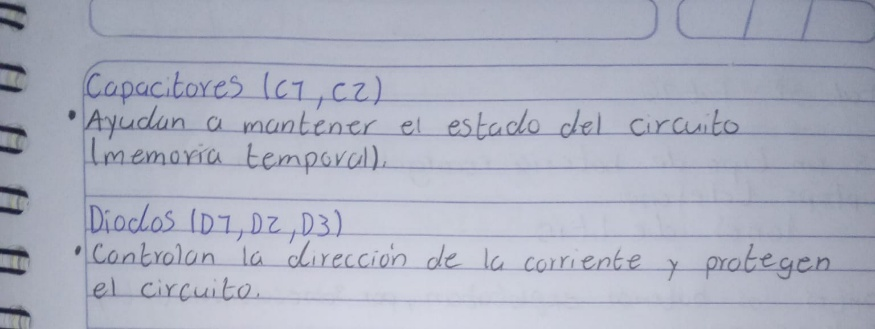 Capacitores (C1, C2)
• Ayudan a mantener el estado del circuito
(memoria temporal).
Diodos (D1, D2, D3)
• Controlan la dirección de la corriente y protegen
el circuito.